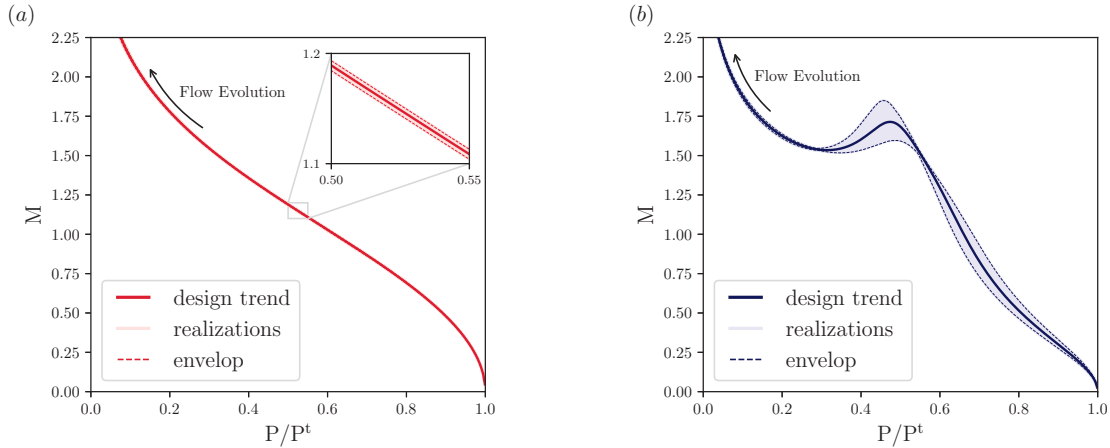 (a)
2.25
2.00
1.75
1.50
1.25
1.00
0.75
0.50
0.25
0.00
M
Flow Evolution
1.2
1.1
0.50 0.55
design trend
realizations
envelop
0.0 0.2 0.4 0.6 0.8 1.0
P/Pᵗ
(b)
2.25
2.00
1.75
1.50
1.25
1.00
0.75
0.50
0.25
0.00
M
Flow Evolution
design trend
realizations
envelop
0.0 0.2 0.4 0.6 0.8 1.0
P/Pᵗ